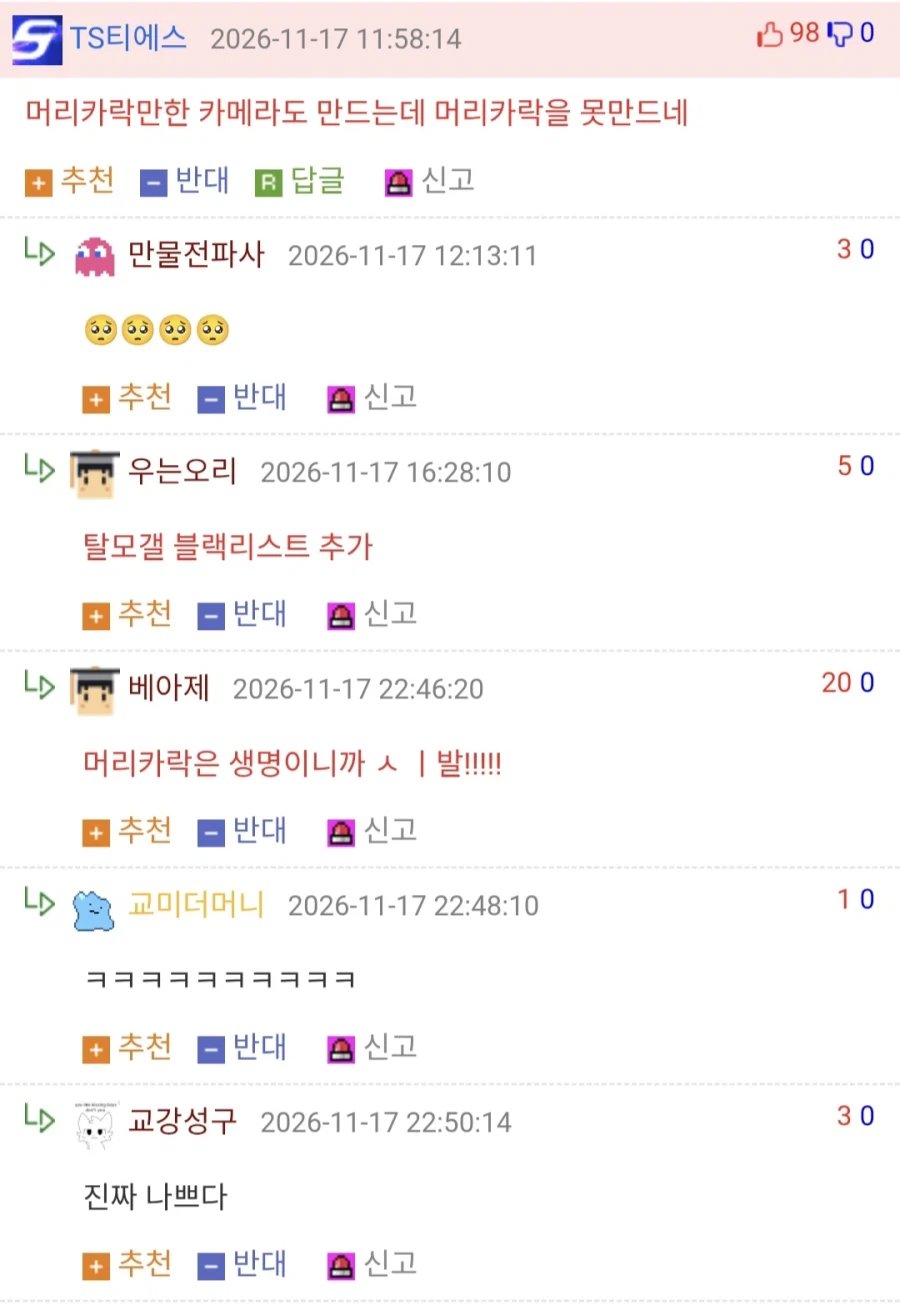 TS티에스 2026-11-17 11:58:14 98 0
머리카락만한 카메라도 만드는데 머리카락을 못만드네
추천 반대 R 답글 신고
만물전파사 2026-11-17 12:13:11 3 0
🥺🥺🥺🥺
추천 반대 신고
우는오리 2026-11-17 16:28:10 5 0
탈모갤 블랙리스트 추가
추천 반대 신고
베아제 2026-11-17 22:46:20 20 0
머리카락은 생명이니까 ㅅ ㅣ발!!!!!
추천 반대 신고
교미더머니 2026-11-17 22:48:10 1 0
ㅋㅋㅋㅋㅋㅋㅋㅋㅋㅋ
추천 반대 신고
교강성구 2026-11-17 22:50:14 3 0
진짜 나쁘다
추천 반대 신고